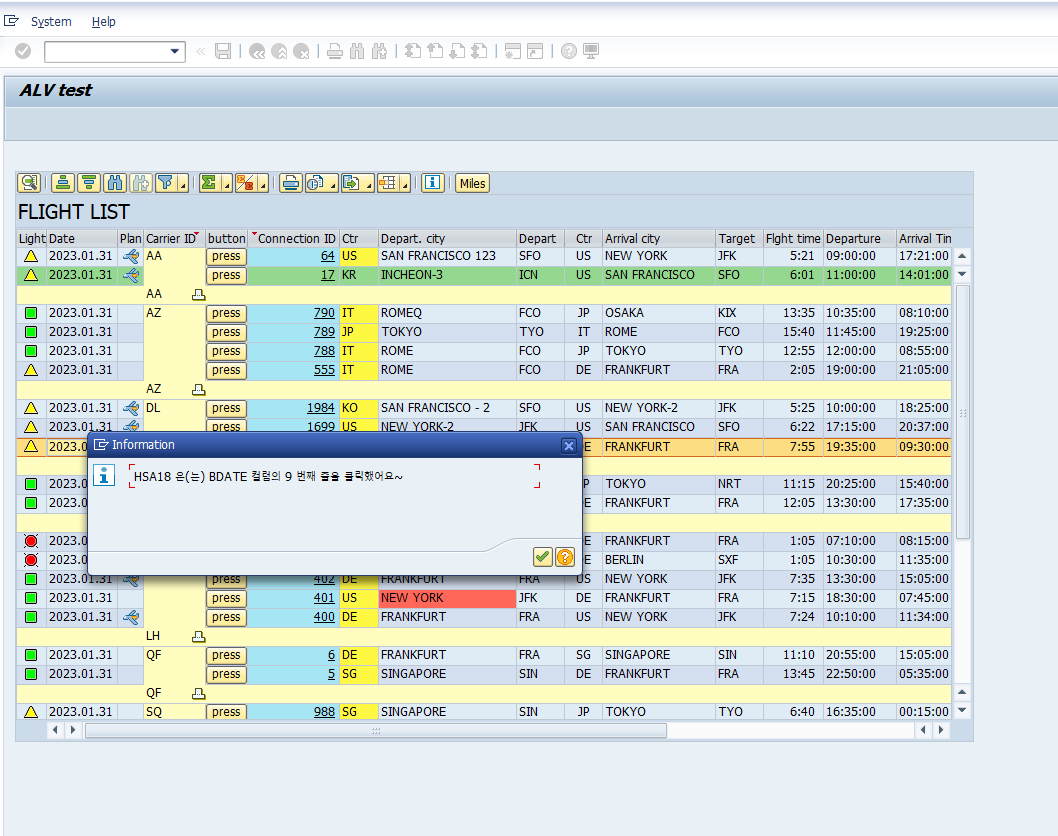 System Help
ALV test
Miles
FLIGHT LIST
Light Date Plan Carrier ID button Connection ID Ctr Depart. city Depart Ctr Arrival city Target Flght time Departure Arrival Tin
2023.01.31 AA press 64 US SAN FRANCISCO 123 SFO US NEW YORK JFK 5:21 09:00:00 17:21:00
2023.01.31 press 17 KR INCHEON-3 ICN US SAN FRANCISCO SFO 6:01 11:00:00 14:01:00
AA
2023.01.31 AZ press 790 IT ROMEQ FCO JP OSAKA KIX 13:35 10:35:00 08:10:00
2023.01.31 press 789 JP TOKYO TYO IT ROME FCO 15:40 11:45:00 19:25:00
2023.01.31 press 788 IT ROME FCO JP TOKYO TYO 12:55 12:00:00 08:55:00
2023.01.31 press 555 IT ROME FCO DE FRANKFURT FRA 2:05 19:00:00 21:05:00
AZ
2023.01.31 DL press 1984 KO SAN FRANCISCO - 2 SFO US NEW YORK-2 JFK 5:25 10:00:00 18:25:00
2023.01.31 press 1699 US NEW YORK-2 JFK US SAN FRANCISCO SFO 6:22 17:15:00 20:37:00
2023.0 E FRANKFURT FRA 7:55 19:35:00 09:30:00
Information
HSA18 은(는) BDATE 컬럼의 9 번째 줄을 클릭했어요~
2023.0 P TOKYO NRT 11:15 20:25:00 15:40:00
2023.0 E FRANKFURT FRA 12:05 13:30:00 17:35:00
2023.0 E FRANKFURT FRA 1:05 07:10:00 08:15:00
2023.0 E BERLIN SXF 1:05 10:30:00 11:35:00
2023.01.31 press 402 DE FRANKFURT FRA US NEW YORK JFK 7:35 13:30:00 15:05:00
2023.01.31 press 401 US NEW YORK JFK DE FRANKFURT FRA 7:15 18:30:00 07:45:00
2023.01.31 press 400 DE FRANKFURT FRA US NEW YORK JFK 7:24 10:10:00 11:34:00
LH
2023.01.31 QF press 6 DE FRANKFURT FRA SG SINGAPORE SIN 11:10 20:55:00 15:05:00
2023.01.31 press 5 SG SINGAPORE SIN DE FRANKFURT FRA 13:45 22:50:00 05:35:00
QF
2023.01.31 SQ press 988 SG SINGAPORE SIN JP TOKYO TYO 6:40 16:35:00 00:15:00